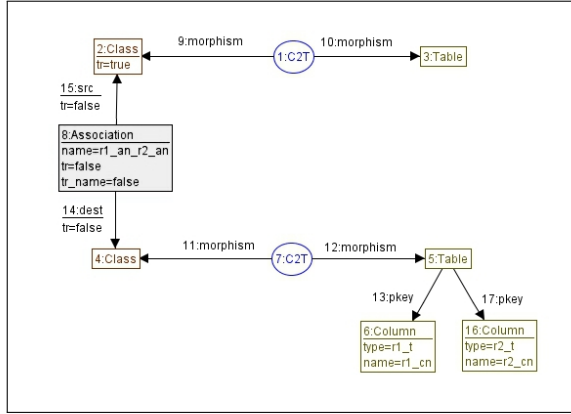 9:morphism
10:morphism
2:Class
tr=true
1:C2T
3:Table
15:src
tr=false
8:Association
name=r1_an_r2_an
tr=false
tr_name=false
14:dest
tr=false
11:morphism
12:morphism
4:Class
7:C2T
5:Table
13:pkey
17:pkey
6:Column
type=r1_t
name=r1_cn
16:Column
type=r2_t
name=r2_cn